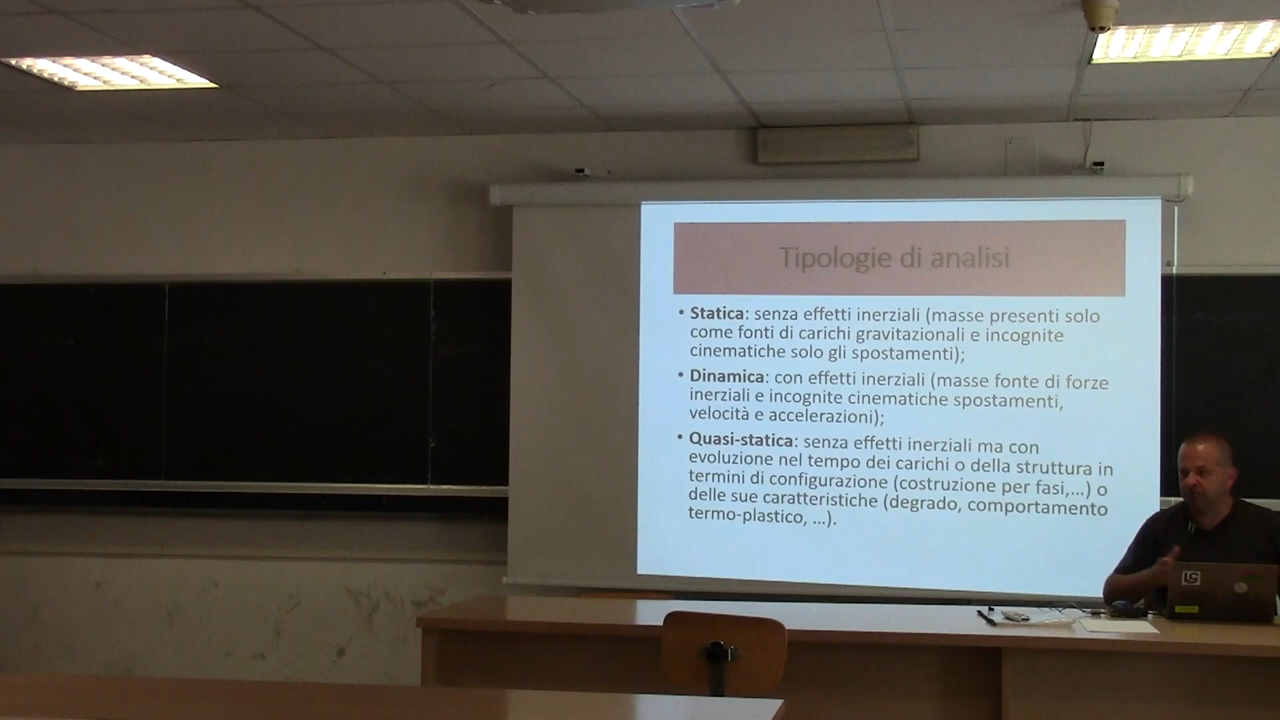 Tipologie di analisi
• Statica: senza effetti inerziali (masse presenti solo
come fonti di carichi gravitazionali e incognite
cinematiche solo gli spostamenti);
• Dinamica: con effetti inerziali (masse fonte di forze
inerziali e incognite cinematiche spostamenti,
velocità e accelerazioni);
• Quasi-statica: senza effetti inerziali ma con
evoluzione nel tempo dei carichi o della struttura in
termini di configurazione (costruzione per fasi,...) o
delle sue caratteristiche (degrado, comportamento
termo-plastico, ...).